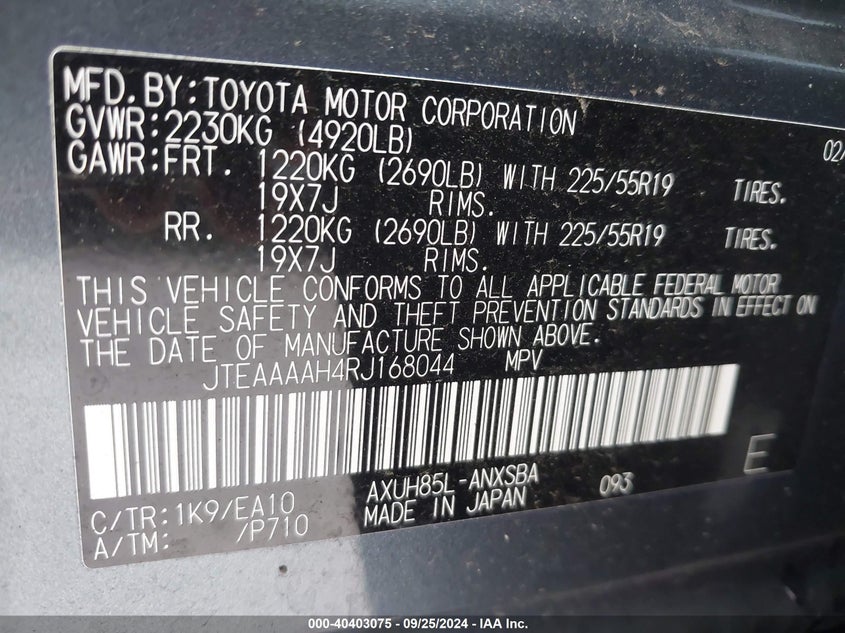 MFD.BY:TOYOTA MOTOR CORPORATION 02/
GVWR:2230KG (4920LB)
GAWR:FRT. 1220KG (2690LB) WITH 225/55R19 TIRES.
19X7J RIMS.
RR. 1220KG (2690LB) WITH 225/55R19 TIRES.
19X7J RIMS.
THIS VEHICLE CONFORMS TO ALL APPLICABLE FEDERAL MOTOR
VEHICLE SAFETY AND THEFT PREVENTION STANDARDS IN EFFECT ON
THE DATE OF MANUFACTURE SHOWN ABOVE.
JTEAAAAH4RJ168044 MPV
E
C/TR:1K9/EA10 AXUH85L-ANXSBA 093
A/TM: /P710 MADE IN JAPAN
000-40403075 - 09/25/2024 - IAA Inc.